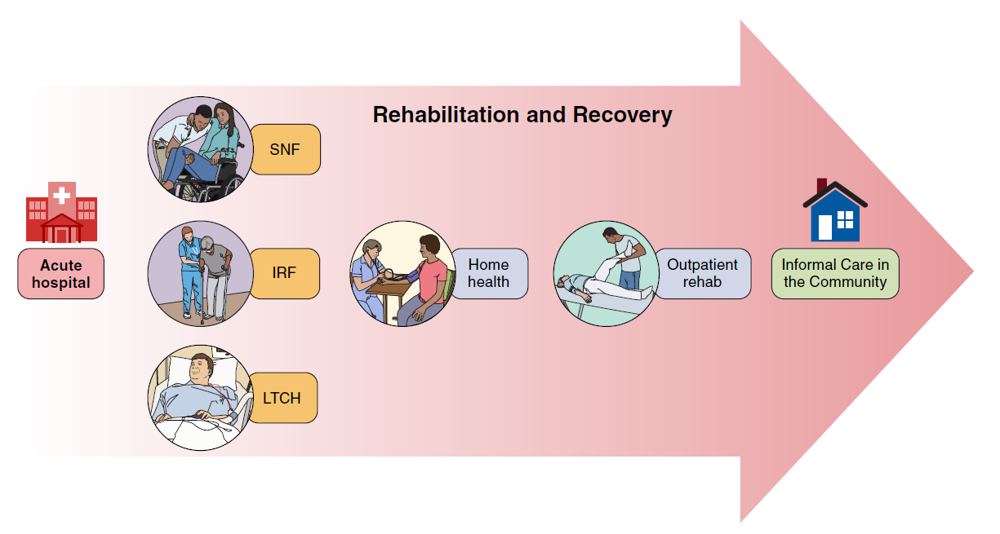 Rehabilitation and Recovery
Acute
hospital
SNF
IRF
LTCH
Home
health
Outpatient
rehab
Informal Care in
the Community